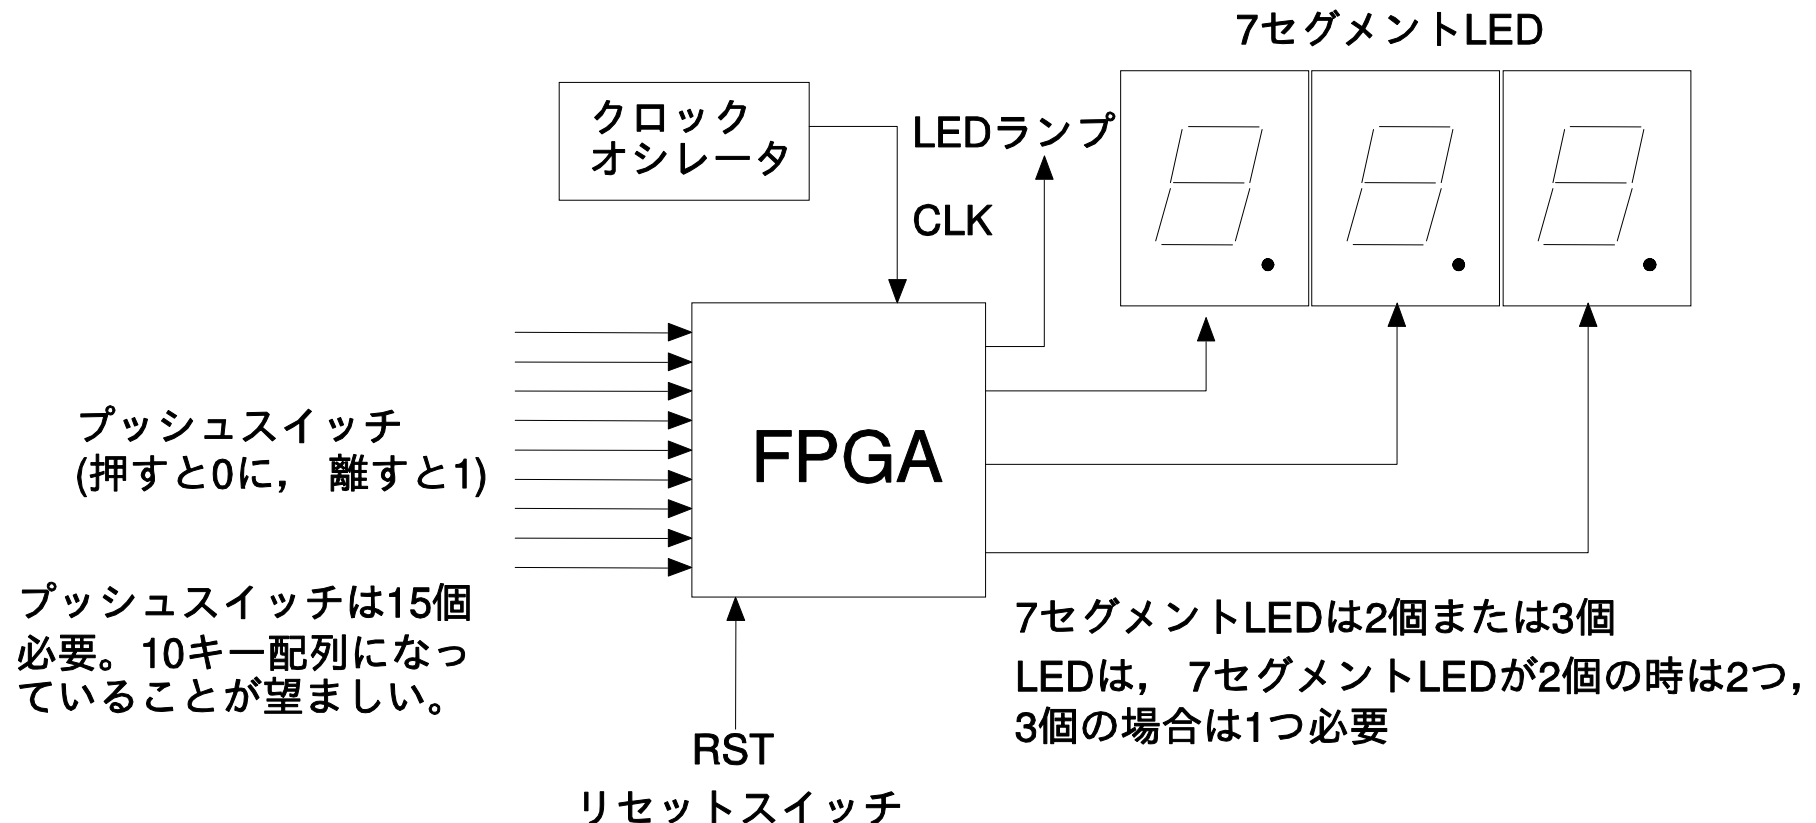 7セグメントLED
クロック
オシレータ
LEDランプ
CLK
FPGA
プッシュスイッチ
(押すと0に， 離すと1)
プッシュスイッチは15個
必要。10キー配列になっ
ていることが望ましい。
7セグメントLEDは2個または3個
LEDは， 7セグメントLEDが2個の時は2つ，
3個の場合は1つ必要
RST
リセットスイッチ